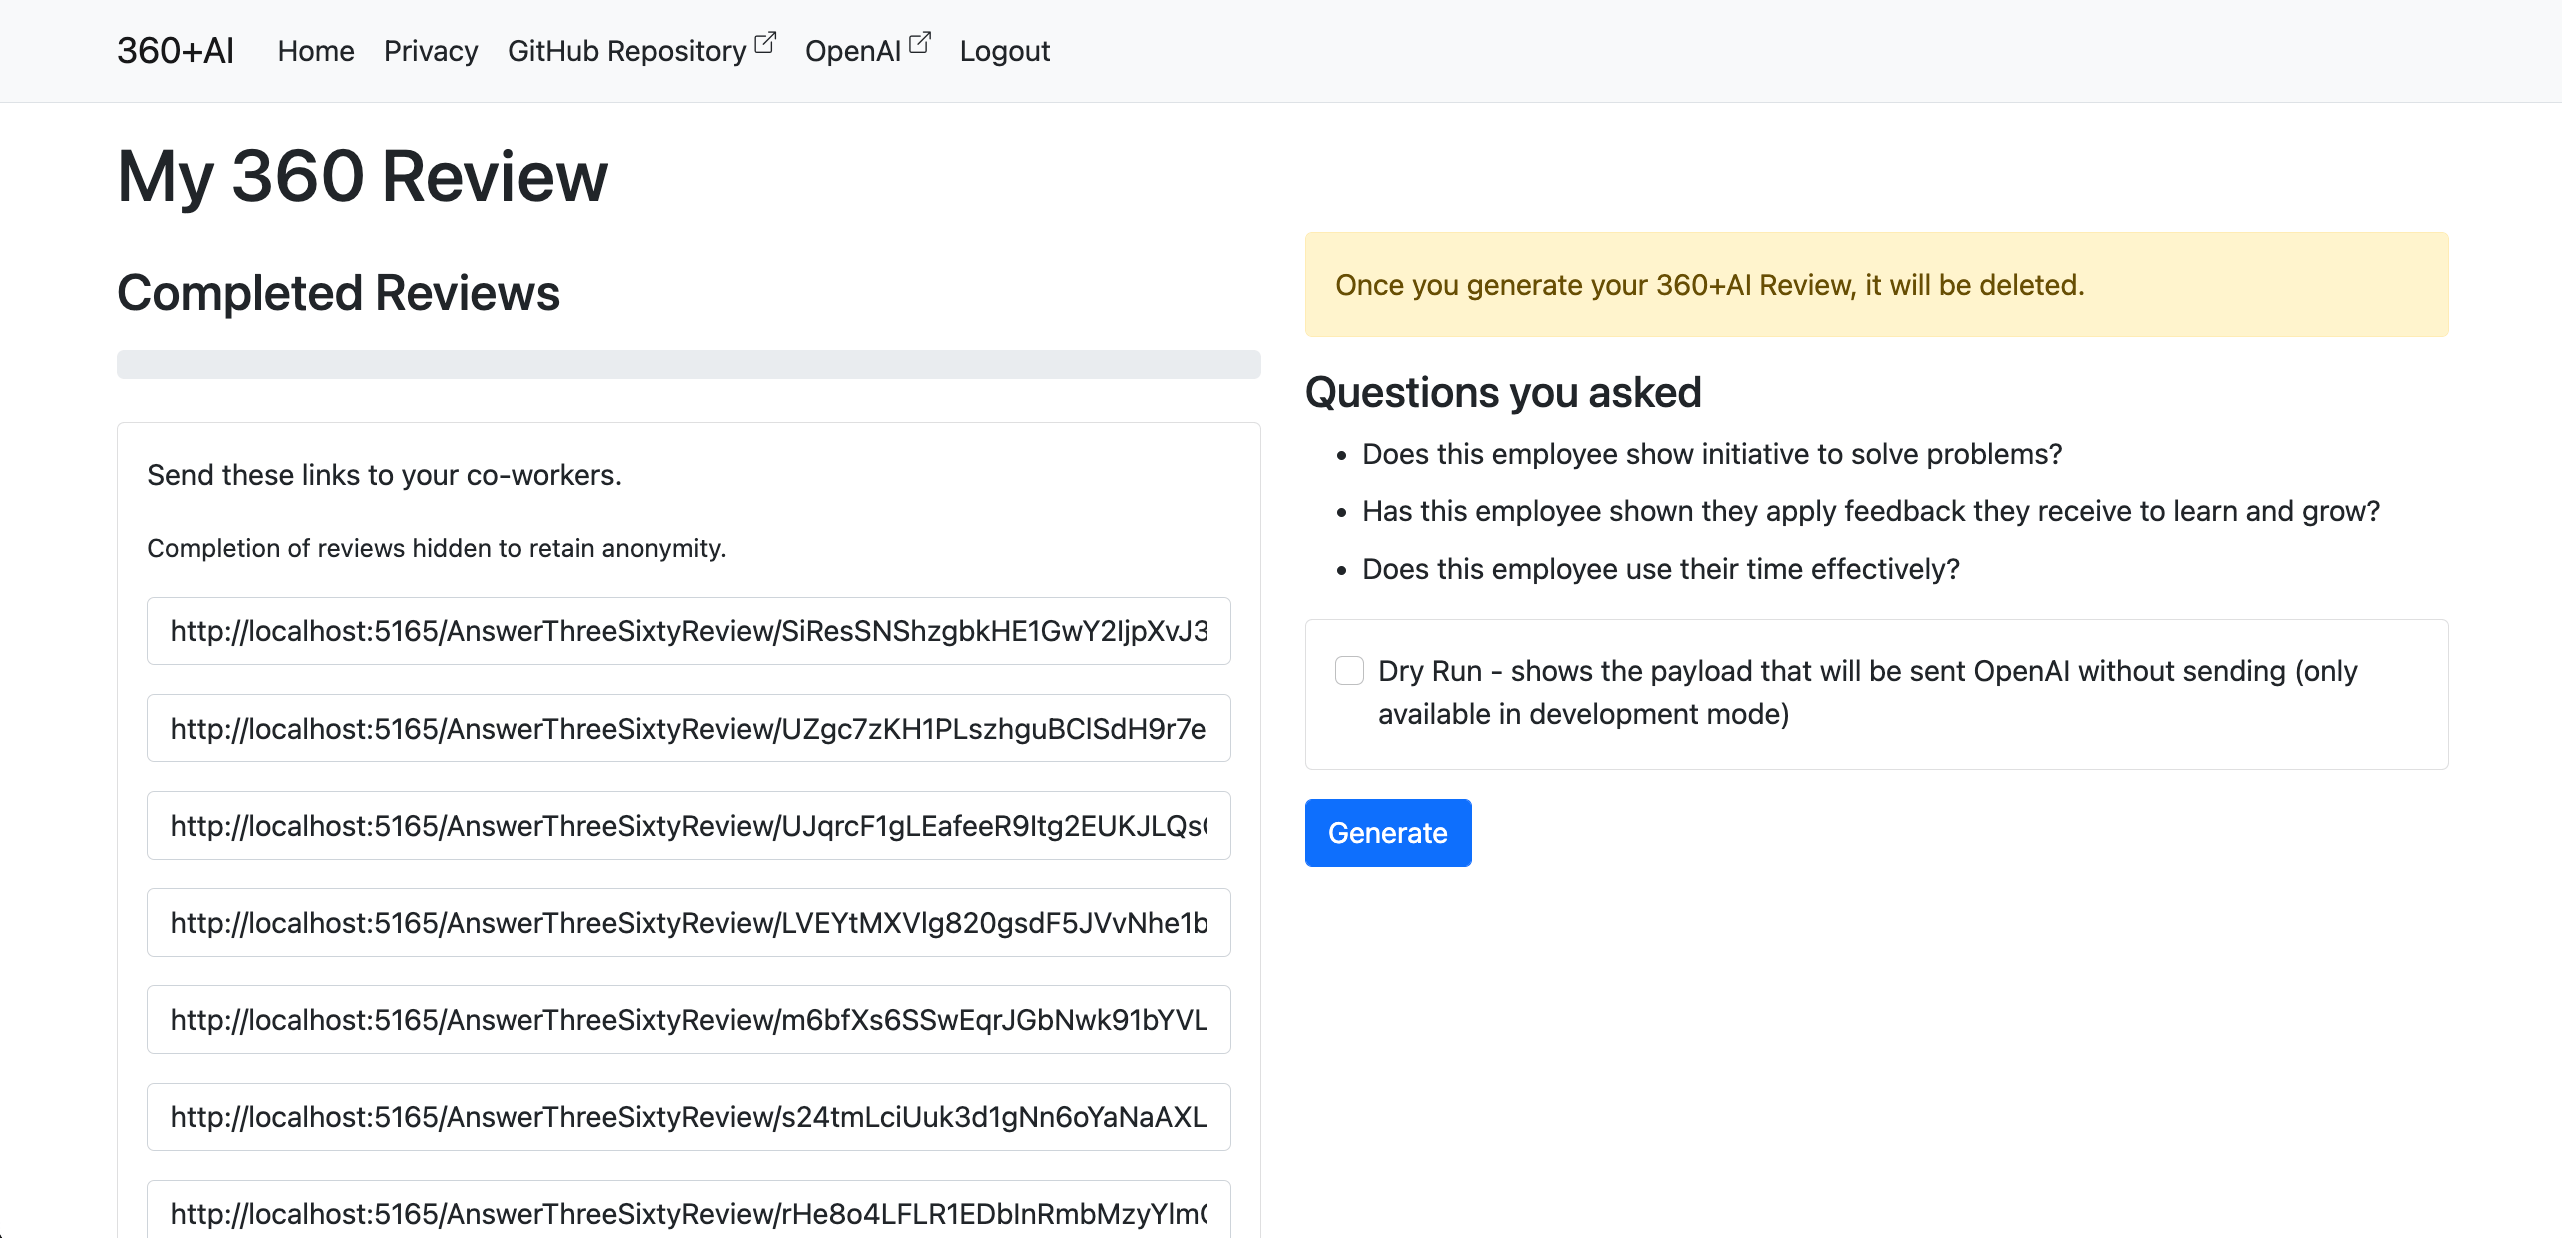 360+AI Home Privacy GitHub Repository OpenAI Logout
My 360 Review
Completed Reviews
Send these links to your co-workers.
Completion of reviews hidden to retain anonymity.
http://localhost:5165/AnswerThreeSixtyReview/SiResSNShzgbkHE1GwY2IjpXvJ3
http://localhost:5165/AnswerThreeSixtyReview/UZgc7zKH1PLszhguBClSdH9r7e
http://localhost:5165/AnswerThreeSixtyReview/UJqrcF1gLEafeeR9Itg2EUKJLQs
http://localhost:5165/AnswerThreeSixtyReview/LVEYtMXVlg820gsdF5JVvNhe1b
http://localhost:5165/AnswerThreeSixtyReview/m6bfXs6SSwEqrJGbNwk91bYVL
http://localhost:5165/AnswerThreeSixtyReview/s24tmLciUuk3d1gNn6oYaNaAXL
http://localhost:5165/AnswerThreeSixtyReview/rHe8o4LFLR1EDbInRmbMzyYlm
Once you generate your 360+AI Review, it will be deleted.
Questions you asked
• Does this employee show initiative to solve problems?
• Has this employee shown they apply feedback they receive to learn and grow?
• Does this employee use their time effectively?
Dry Run - shows the payload that will be sent OpenAI without sending (only
available in development mode)
Generate